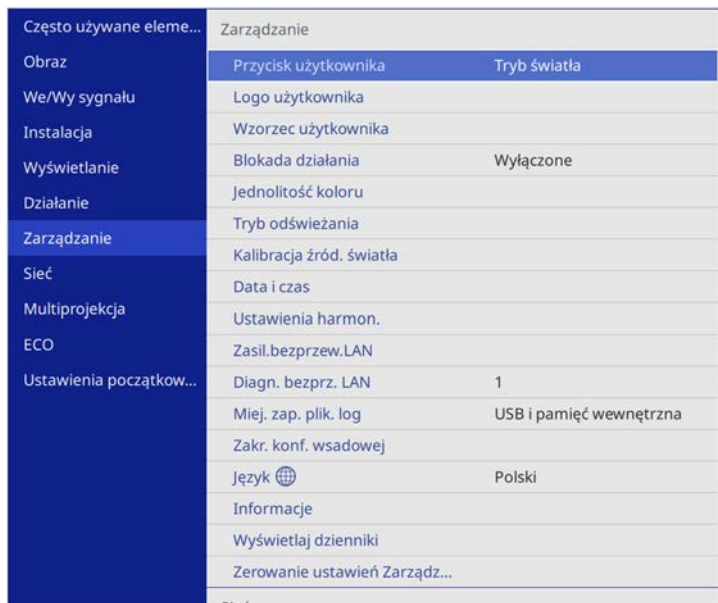 Często używane eleme...
Obraz
We/Wy sygnału
Instalacja
Wyświetlanie
Działanie
Zarządzanie
Sieć
Multiprojekcja
ECO
Ustawienia początkow...
Zarządzanie
Przycisk użytkownika Tryb światła
Logo użytkownika
Wzorzec użytkownika
Blokada działania Wyłączone
Jednolitość koloru
Tryb odświeżania
Kalibracja źród. światła
Data i czas
Ustawienia harmon.
Zasil.bezprzew.LAN
Diagn. bezprz. LAN 1
Miej. zap. plik. log USB i pamięć wewnętrzna
Zakr. konf. wsadowej
Język Polski
Informacje
Wyświetlaj dzienniki
Zerowanie ustawień Zarządz...